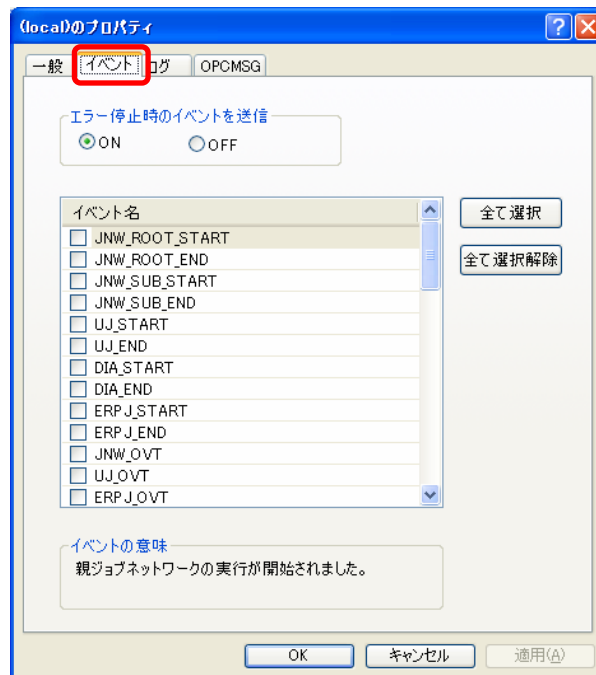 (local)のプロパティ
一般 イベント ログ OPCMSG
エラー停止時のイベントを送信
ON OFF
イベント名
全て選択
全て選択解除
JNW_ROOT_START
JNW_ROOT_END
JNW_SUB_START
JNW_SUB_END
UJ_START
UJ_END
DIA_START
DIA_END
ERPJ_START
ERPJ_END
JNW_OVT
UJ_OVT
ERPJ_OVT
イベントの意味
親ジョブネットワークの実行が開始されました。
OK キャンセル 適用(A)